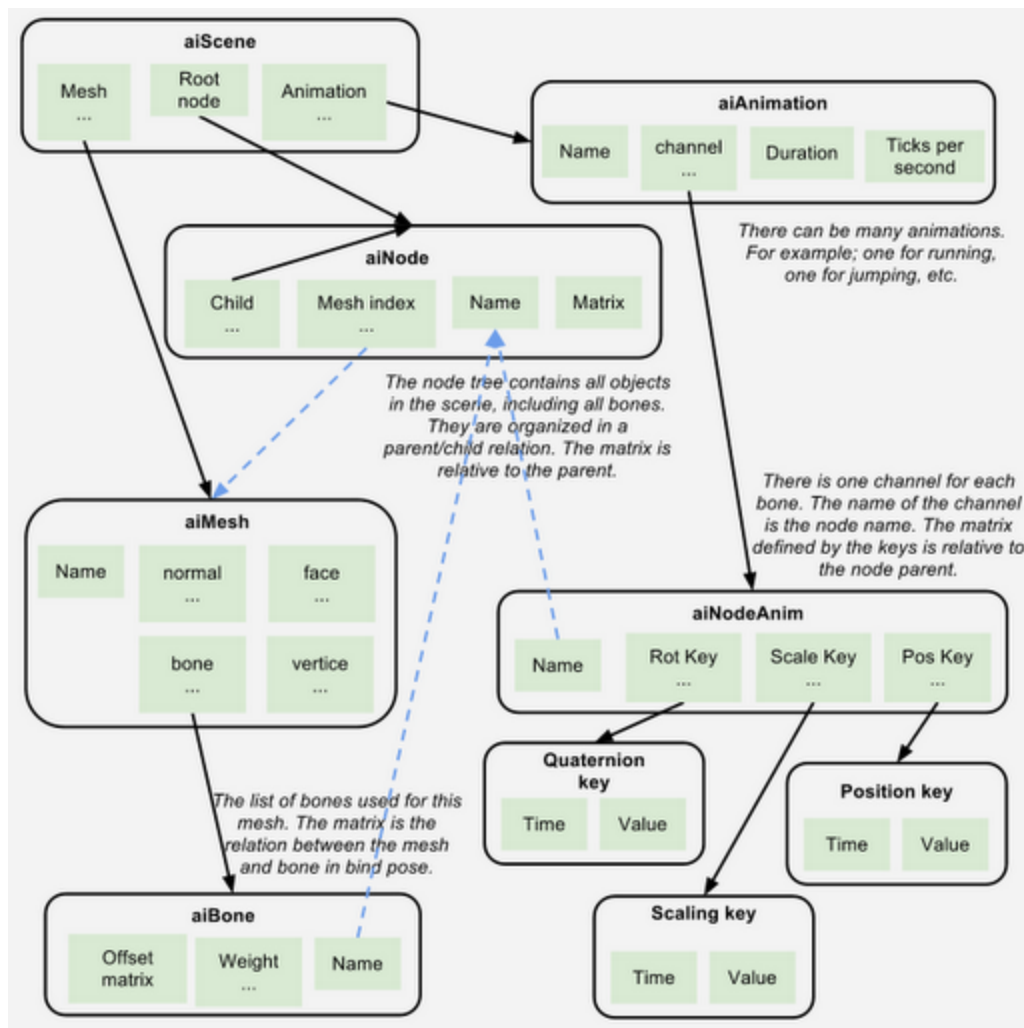 aiScene
Mesh
...
Root
node
Animation
...
aiAnimation
Name
channel
...
Duration
Ticks per
second
There can be many animations.
For example; one for running,
one for jumping, etc.
aiNode
Child
...
Mesh index
...
Name
Matrix
The node tree contains all objects
in the scene, including all bones.
They are organized in a
parent/child relation. The matrix is
relative to the parent.
There is one channel for each
bone. The name of the channel
is the node name. The matrix
defined by the keys is relative to
the node parent.
aiMesh
Name
normal
...
face
...
bone
...
vertice
...
aiNodeAnim
Name
Rot Key
...
Scale Key
...
Pos Key
...
Quaternion
key
Time
Value
Position key
Time
Value
The list of bones used for this
mesh. The matrix is the
relation between the mesh
and bone in bind pose.
aiBone
Offset
matrix
Weight
...
Name
Scaling key
Time
Value